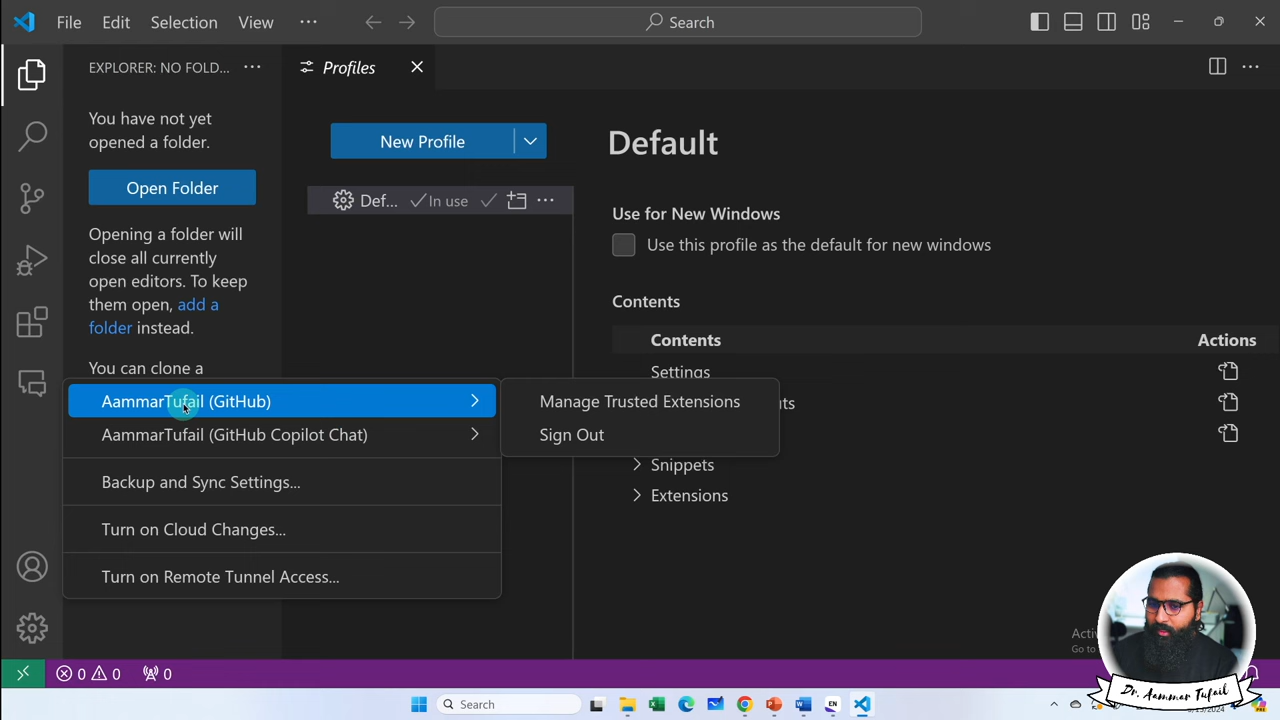 File Edit Selection View ··· Search
EXPLORER: NO FOLD... ···
Profiles
You have not yet
opened a folder.
Open Folder
Opening a folder will
close all currently
open editors. To keep
them open, add a
folder instead.
You can clone a
AammarTufail (GitHub)
AammarTufail (GitHub Copilot Chat)
Backup and Sync Settings...
Turn on Cloud Changes...
Turn on Remote Tunnel Access...
Manage Trusted Extensions
Sign Out
New Profile
Def... In use ···
Default
Use for New Windows
Use this profile as the default for new windows
Contents
Contents Actions
Settings
Snippets
Extensions
0 0 0
Dr. Aammar Tufail
Search
EN